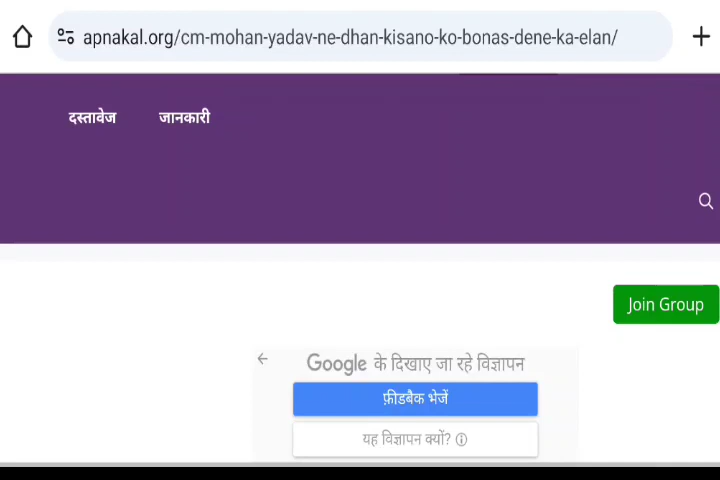 apnakal.org/cm-mohan-yadav-ne-dhan-kisano-ko-bonas-dene-ka-elan/
दस्तावेज जानकारी
Join Group
Google के दिखाए जा रहे विज्ञापन
फ़ीडबैक भेजें
यह विज्ञापन क्यों?